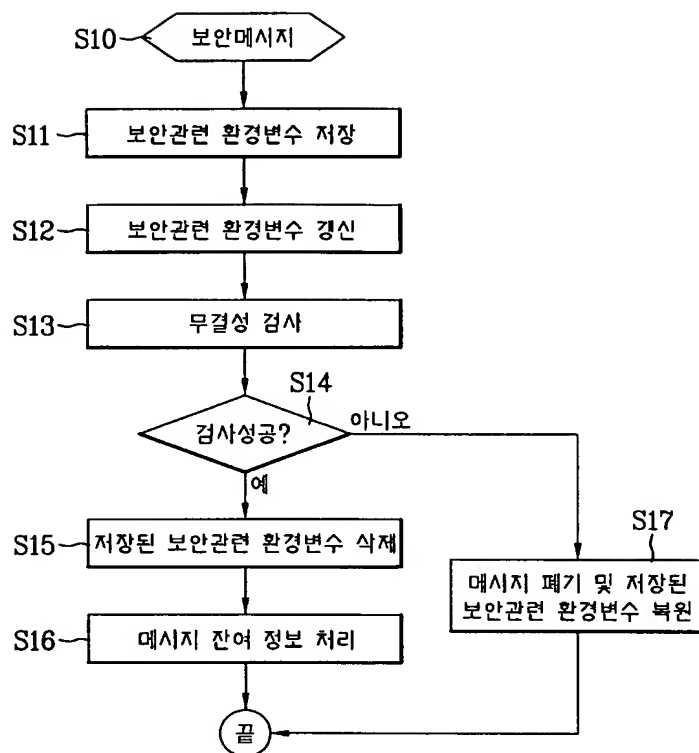 S10
보안메시지
S11
보안관련 환경변수 저장
S12
보안관련 환경변수 갱신
S13
무결성 검사
S14
검사성공?
아니오
예
S15
저장된 보안관련 환경변수 삭제
S17
메시지 폐기 및 저장된
보안관련 환경변수 복원
S16
메시지 잔여 정보 처리
끝